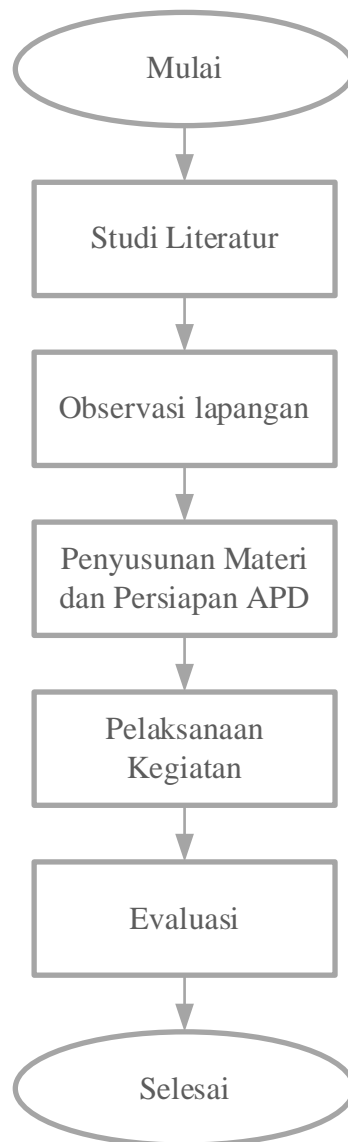 Mulai
Studi Literatur
Observasi lapangan
Penyusunan Materi
dan Persiapan APD
Pelaksanaan
Kegiatan
Evaluasi
Selesai